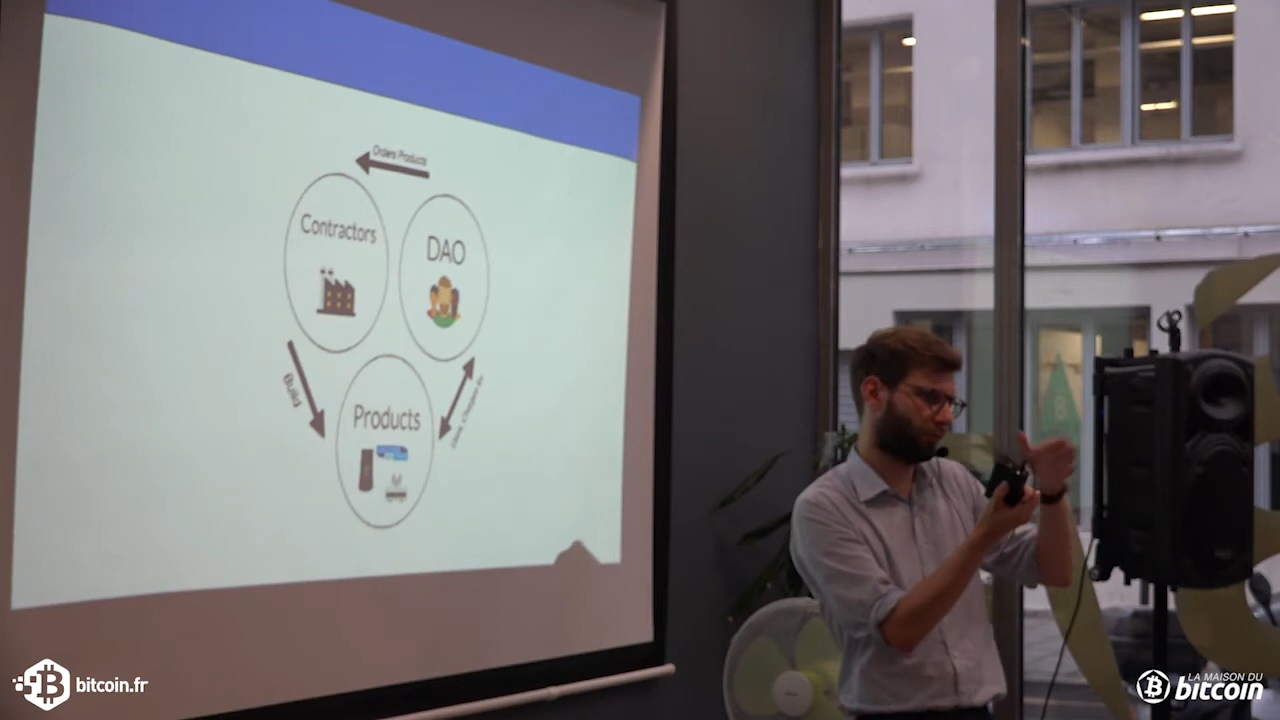 Orders Products
Contractors
DAO
Build
Products
bitcoin.fr
LA MAISON DU
bitcoin